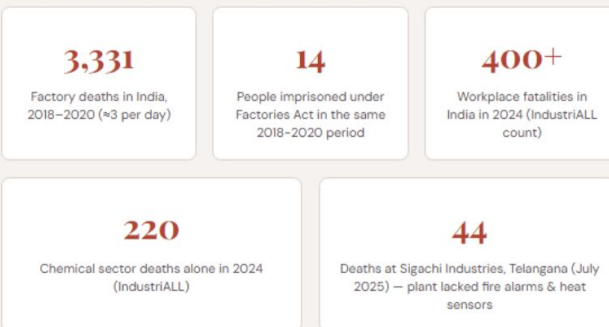 3,331
Factory deaths in India,
2018–2020 (≈3 per day)
14
People imprisoned under
Factories Act in the same
2018-2020 period
400+
Workplace fatalities in
India in 2024 (IndustriALL
count)
220
Chemical sector deaths alone in 2024
(IndustriALL)
44
Deaths at Sigachi Industries, Telangana (July
2025) — plant lacked fire alarms & heat
sensors